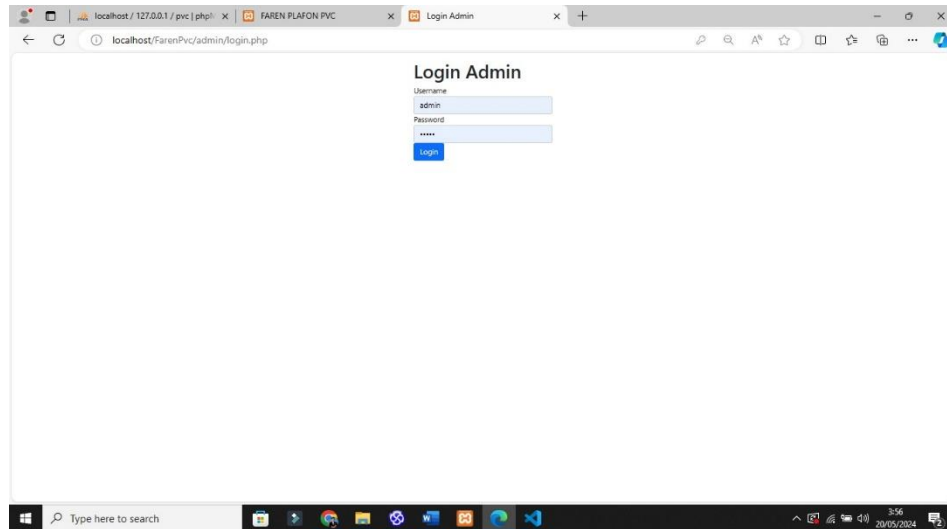 localhost / 127.0.0.1 / pvc | php
FAREN PLAFON PVC
Login Admin
localhost/FarenPvc/admin/login.php
Login Admin
Username
admin
Password
•••••
Login
Type here to search
3:56
20/05/2024